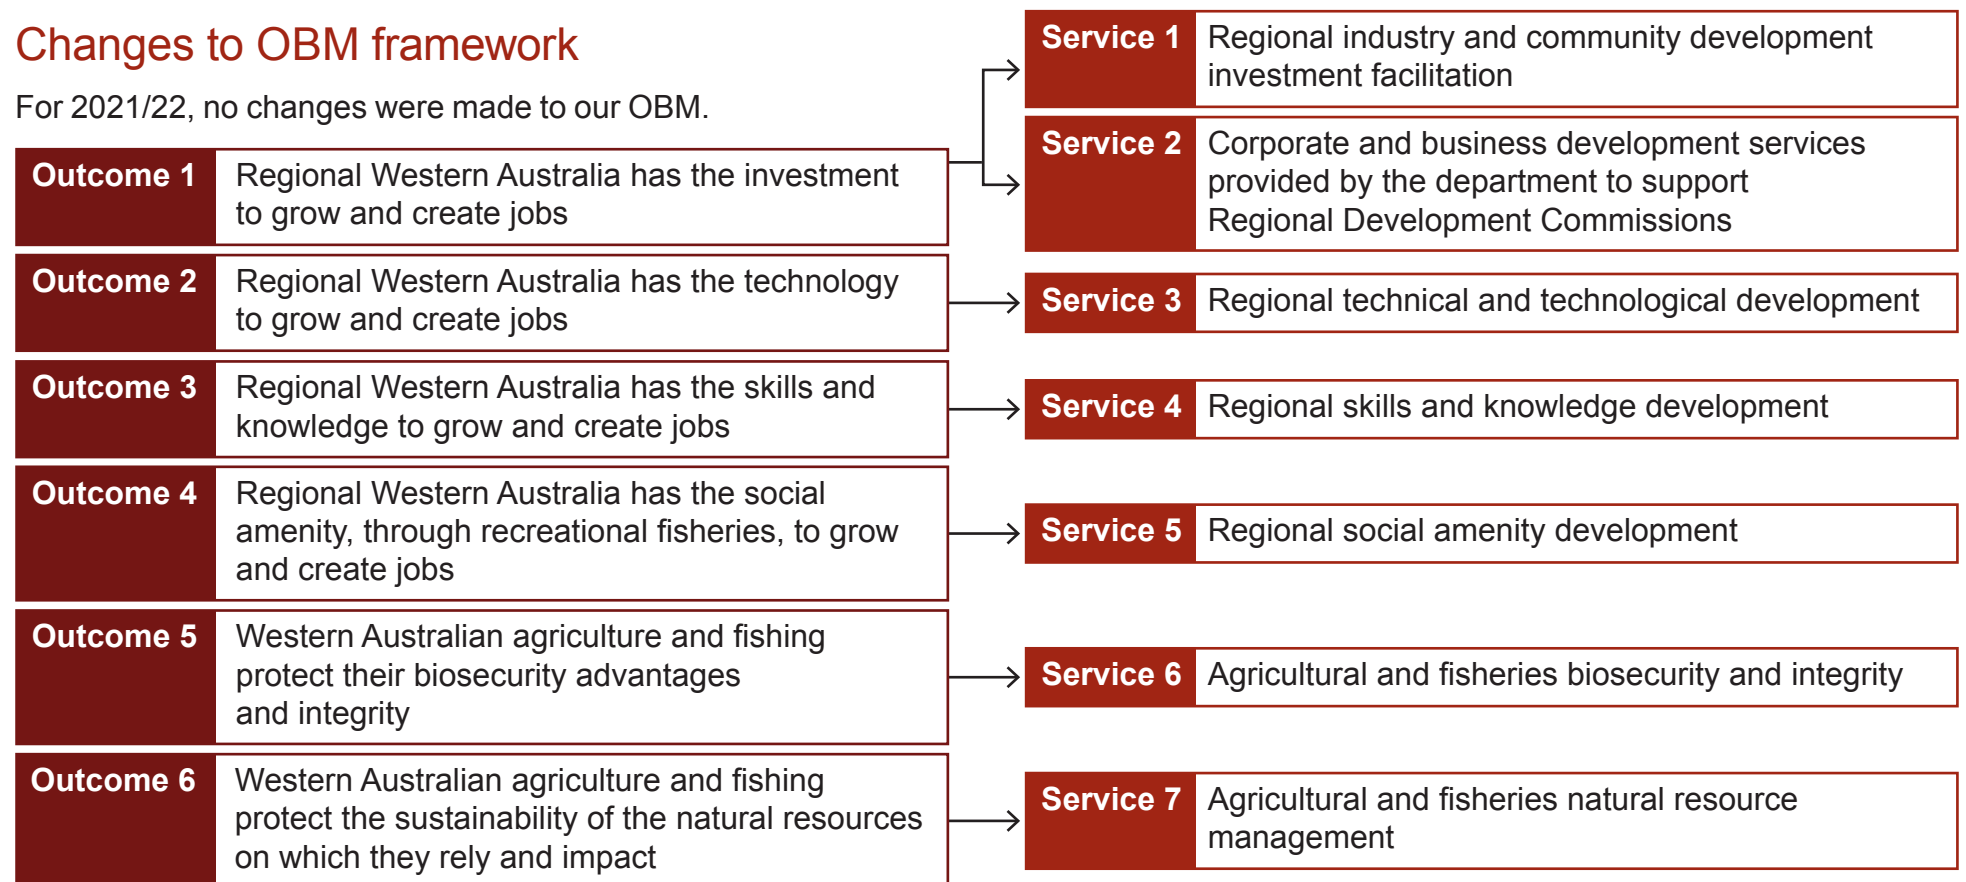 Changes to OBM framework
For 2021/22, no changes were made to our OBM.
Outcome 1
Regional Western Australia has the investment
to grow and create jobs
Outcome 2
Regional Western Australia has the technology
to grow and create jobs
Outcome 3
Regional Western Australia has the skills and
knowledge to grow and create jobs
Outcome 4
Regional Western Australia has the social
amenity, through recreational fisheries, to grow
and create jobs
Outcome 5
Western Australian agriculture and fishing
protect their biosecurity advantages
and integrity
Outcome 6
Western Australian agriculture and fishing
protect the sustainability of the natural resources
on which they rely and impact
Service 1
Regional industry and community development
investment facilitation
Service 2
Corporate and business development services
provided by the department to support
Regional Development Commissions
Service 3
Regional technical and technological development
Service 4
Regional skills and knowledge development
Service 5
Regional social amenity development
Service 6
Agricultural and fisheries biosecurity and integrity
Service 7
Agricultural and fisheries natural resource
management